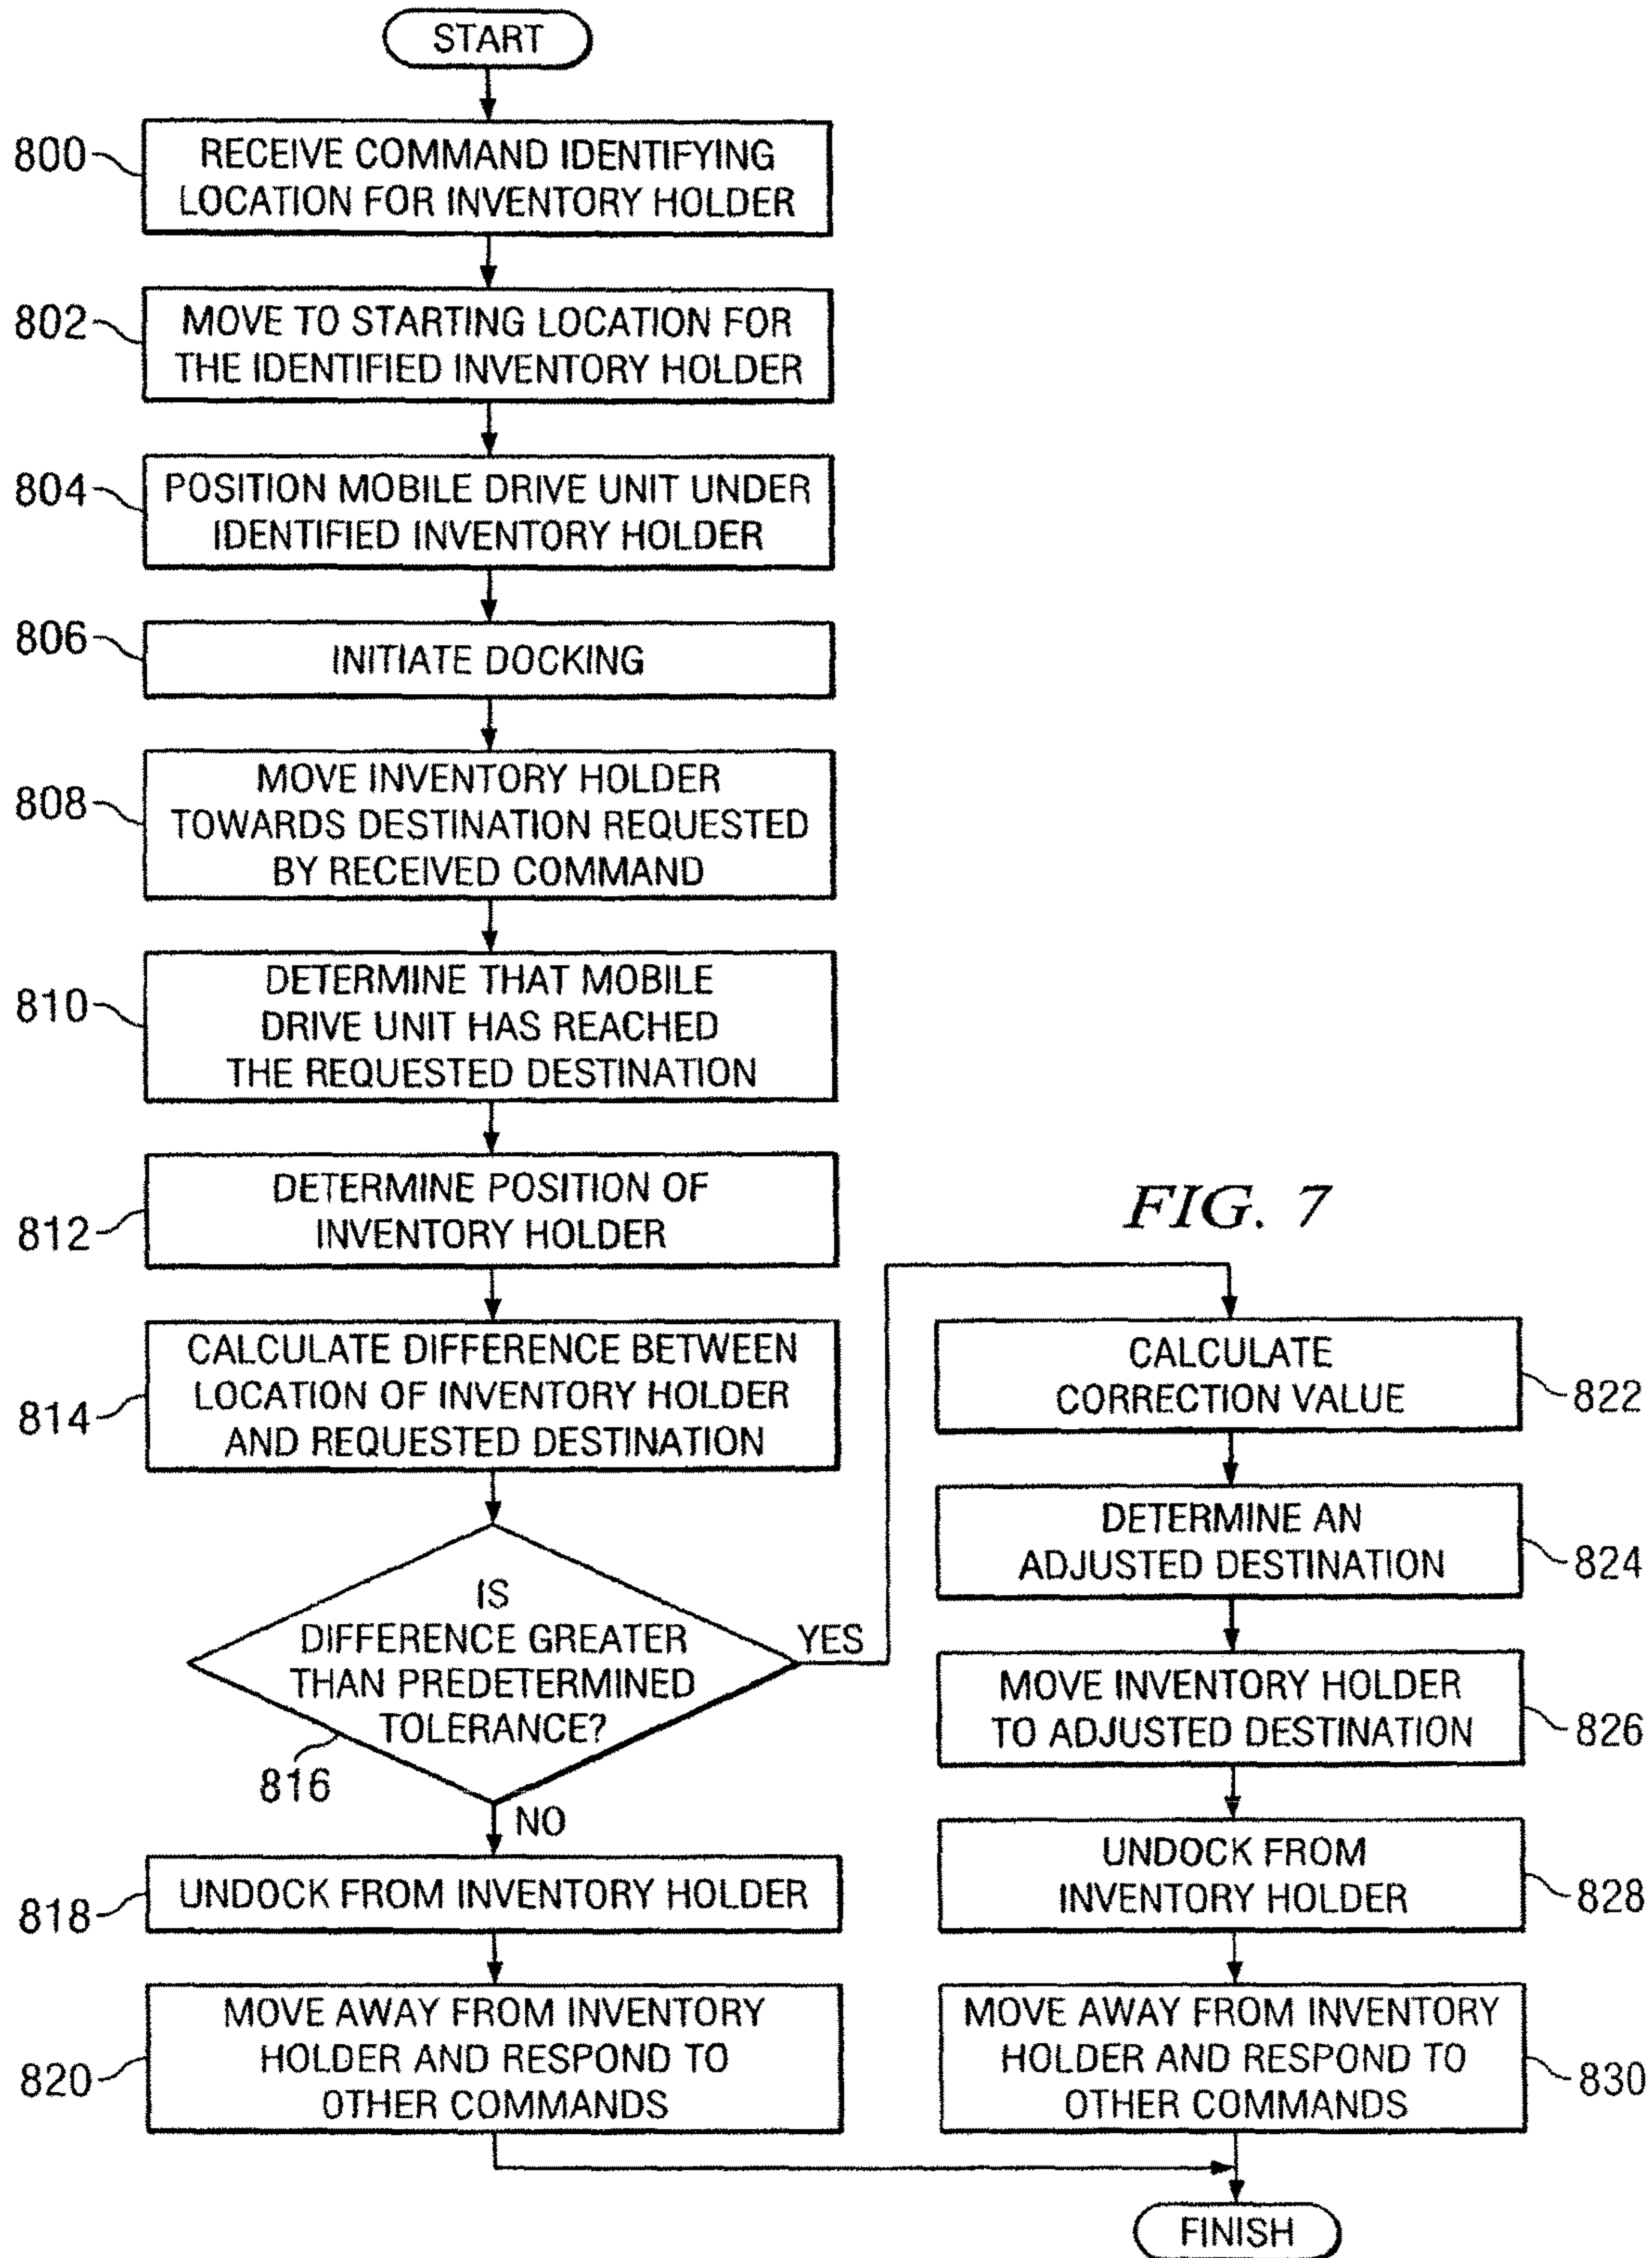 START
800
RECEIVE COMMAND IDENTIFYING
LOCATION FOR INVENTORY HOLDER
802
MOVE TO STARTING LOCATION FOR
THE IDENTIFIED INVENTORY HOLDER
804
POSITION MOBILE DRIVE UNIT UNDER
IDENTIFIED INVENTORY HOLDER
806
INITIATE DOCKING
808
MOVE INVENTORY HOLDER
TOWARDS DESTINATION REQUESTED
BY RECEIVED COMMAND
810
DETERMINE THAT MOBILE
DRIVE UNIT HAS REACHED
THE REQUESTED DESTINATION
812
DETERMINE POSITION OF
INVENTORY HOLDER
814
CALCULATE DIFFERENCE BETWEEN
LOCATION OF INVENTORY HOLDER
AND REQUESTED DESTINATION
IS
DIFFERENCE GREATER
THAN PREDETERMINED
TOLERANCE?
816
YES
NO
818
UNDOCK FROM INVENTORY HOLDER
820
MOVE AWAY FROM INVENTORY
HOLDER AND RESPOND TO
OTHER COMMANDS
FIG. 7
CALCULATE
CORRECTION VALUE
822
DETERMINE AN
ADJUSTED DESTINATION
824
MOVE INVENTORY HOLDER
TO ADJUSTED DESTINATION
826
UNDOCK FROM
INVENTORY HOLDER
828
MOVE AWAY FROM INVENTORY
HOLDER AND RESPOND TO
OTHER COMMANDS
830
FINISH